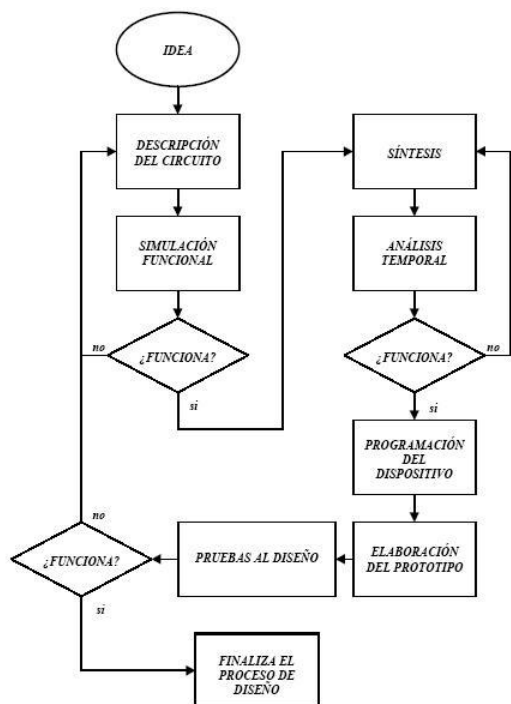 IDEA
DESCRIPCIÓN
DEL CIRCUITO
SIMULACIÓN
FUNCIONAL
no
¿FUNCIONA?
si
SÍNTESIS
ANÁLISIS
TEMPORAL
¿FUNCIONA?
no
si
PROGRAMACIÓN
DEL
DISPOSITIVO
ELABORACIÓN
DEL PROTOTIPO
PRUEBAS AL DISEÑO
no
¿FUNCIONA?
si
FINALIZA EL
PROCESO DE
DISEÑO